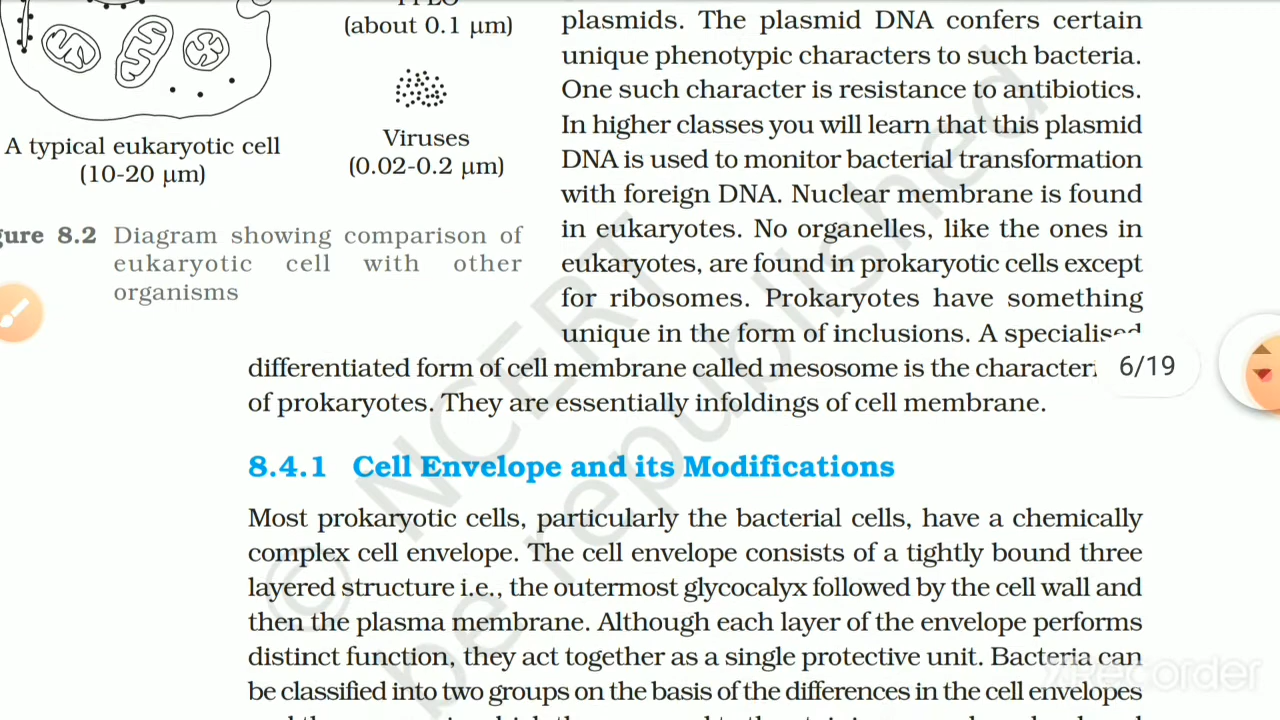 (about 0.1 µm)
Viruses
(0.02-0.2 µm)
A typical eukaryotic cell
(10-20 µm)
8.2 Diagram showing comparison of
eukaryotic cell with other
organisms
plasmids. The plasmid DNA confers certain
unique phenotypic characters to such bacteria.
One such character is resistance to antibiotics.
In higher classes you will learn that this plasmid
DNA is used to monitor bacterial transformation
with foreign DNA. Nuclear membrane is found
in eukaryotes. No organelles, like the ones in
eukaryotes, are found in prokaryotic cells except
for ribosomes. Prokaryotes have something
unique in the form of inclusions. A specialised
differentiated form of cell membrane called mesosome is the
of prokaryotes. They are essentially infoldings of cell membrane.
6/19
8.4.1 Cell Envelope and its Modifications
Most prokaryotic cells, particularly the bacterial cells, have a chemically
complex cell envelope. The cell envelope consists of a tightly bound three
layered structure i.e., the outermost glycocalyx followed by the cell wall and
then the plasma membrane. Although each layer of the envelope performs
distinct function, they act together as a single protective unit. Bacteria can
be classified into two groups on the basis of the differences in the cell envelopes
© NCERT
be republished
Recorder